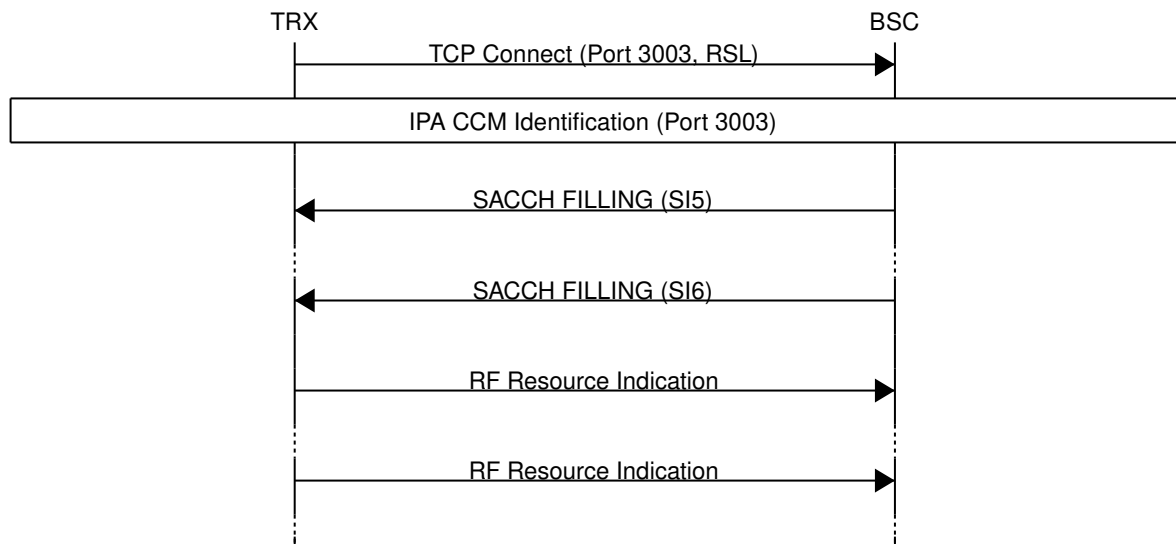 TRX BSC
TCP Connect (Port 3003, RSL)
IPA CCM Identification (Port 3003)
SACCH FILLING (SI5)
SACCH FILLING (SI6)
RF Resource Indication
RF Resource Indication